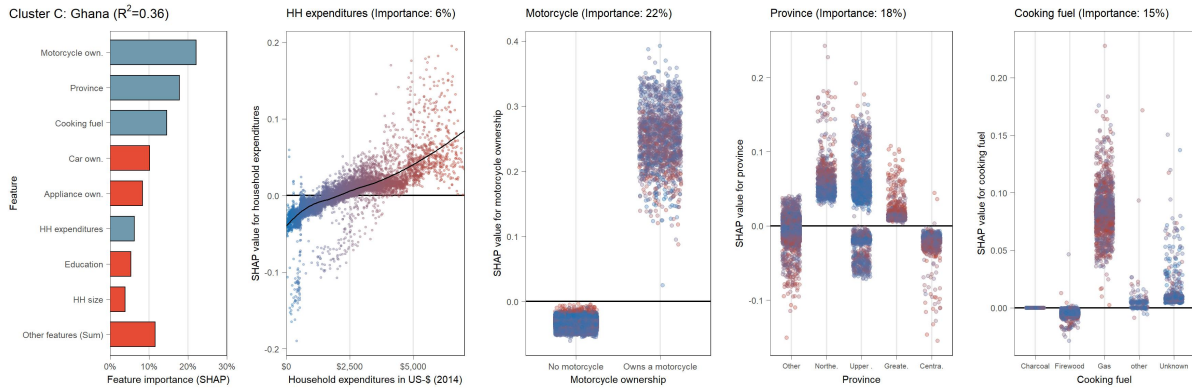 Cluster C: Ghana (R²=0.36)
Feature
Motorcycle own.
Province
Cooking fuel
Car own.
Appliance own.
HH expenditures
Education
HH size
Other features (Sum)
0% 10% 20% 30%
Feature importance (SHAP)
HH expenditures (Importance: 6%)
SHAP value for household expenditures
0.2
0.1
0.0
-0.1
-0.2
$0 $2,500 $5,000
Household expenditures in US-$ (2014)
Motorcycle (Importance: 22%)
SHAP value for motorcycle ownership
0.4
0.3
0.2
0.1
0.0
No motorcycle Owns a motorcycle
Motorcycle ownership
Province (Importance: 18%)
SHAP value for province
0.2
0.1
0.0
-0.1
Other Northe. Upper . Greate. Centra.
Province
Cooking fuel (Importance: 15%)
SHAP value for cooking fuel
0.20
0.15
0.10
0.05
0.00
Charcoal Firewood Gas other Unknown
Cooking fuel